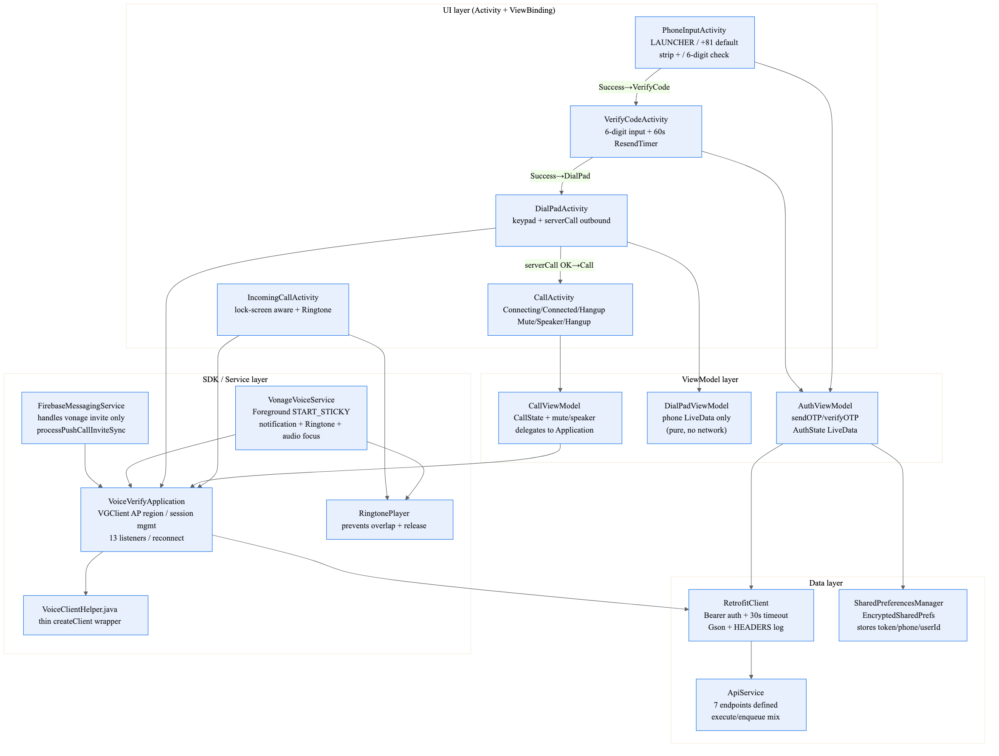 UI layer (Activity + ViewBinding)
PhoneInputActivity
LAUNCHER / +81 default
strip + / 6-digit check
Success→VerifyCode
VerifyCodeActivity
6-digit input + 60s
ResendTimer
Success→DialPad
DialPadActivity
keypad + serverCall outbound
serverCall OK→Call
IncomingCallActivity
lock-screen aware + Ringtone
CallActivity
Connecting/Connected/Hangup
Mute/Speaker/Hangup
SDK / Service layer
FirebaseMessagingService
handles vonage invite only
processPushCallInviteSync
VonageVoiceService
Foreground START_STICKY
notification + Ringtone +
audio focus
ViewModel layer
CallViewModel
CallState + mute/speaker
delegates to Application
DialPadViewModel
phone LiveData only
(pure, no network)
AuthViewModel
sendOTP/verifyOTP
AuthState LiveData
VoiceVerifyApplication
VGClient AP region / session
mgmt
13 listeners / reconnect
RingtonePlayer
prevents overlap + release
VoiceClientHelper.java
thin createClient wrapper
Data layer
RetrofitClient
Bearer auth + 30s timeout
Gson + HEADERS log
SharedPreferencesManager
EncryptedSharedPrefs
stores token/phone/userId
ApiService
7 endpoints defined
execute/enqueue mix